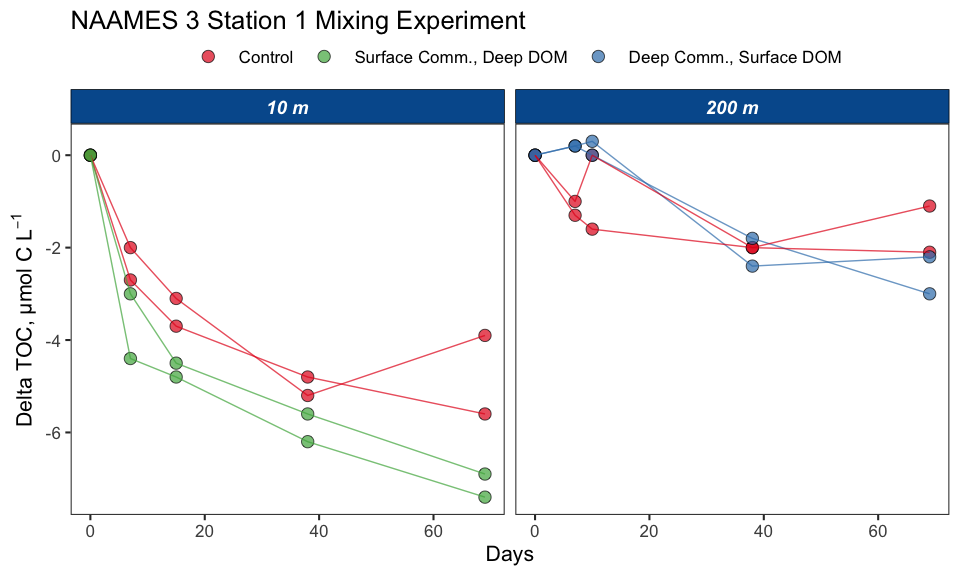 NAAMES 3 Station 1 Mixing Experiment
Control Surface Comm., Deep DOM Deep Comm., Surface DOM
10 m 200 m
0
-2
-4
-6
Delta TOC, μmol C L⁻¹
0 20 40 60 0 20 40 60
Days